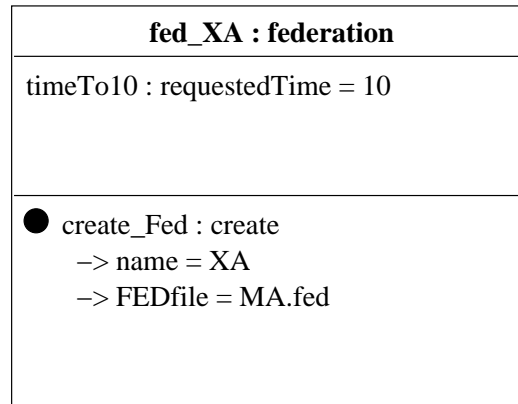 fed_XA : federation
timeTo10 : requestedTime = 10
create_Fed : create
−> name = XA
−> FEDfile = MA.fed